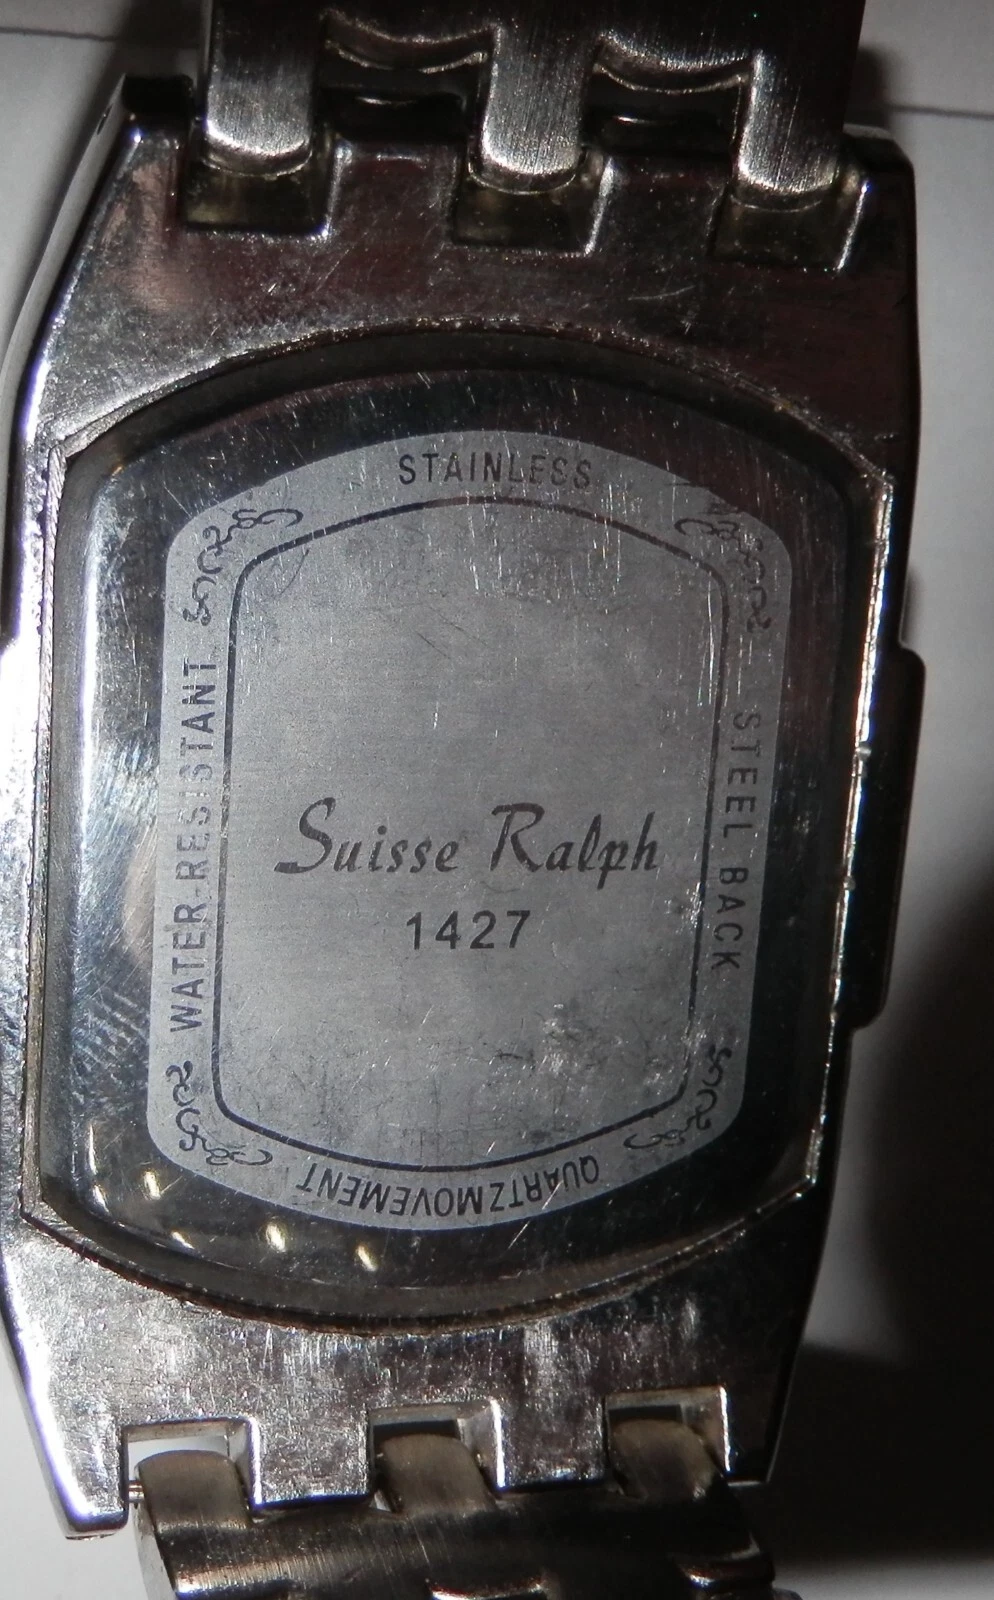 STAINLESS
STEEL BACK
QUARTZMOVEMENT
WATER-RESISTANT
Suisse Ralph
1427